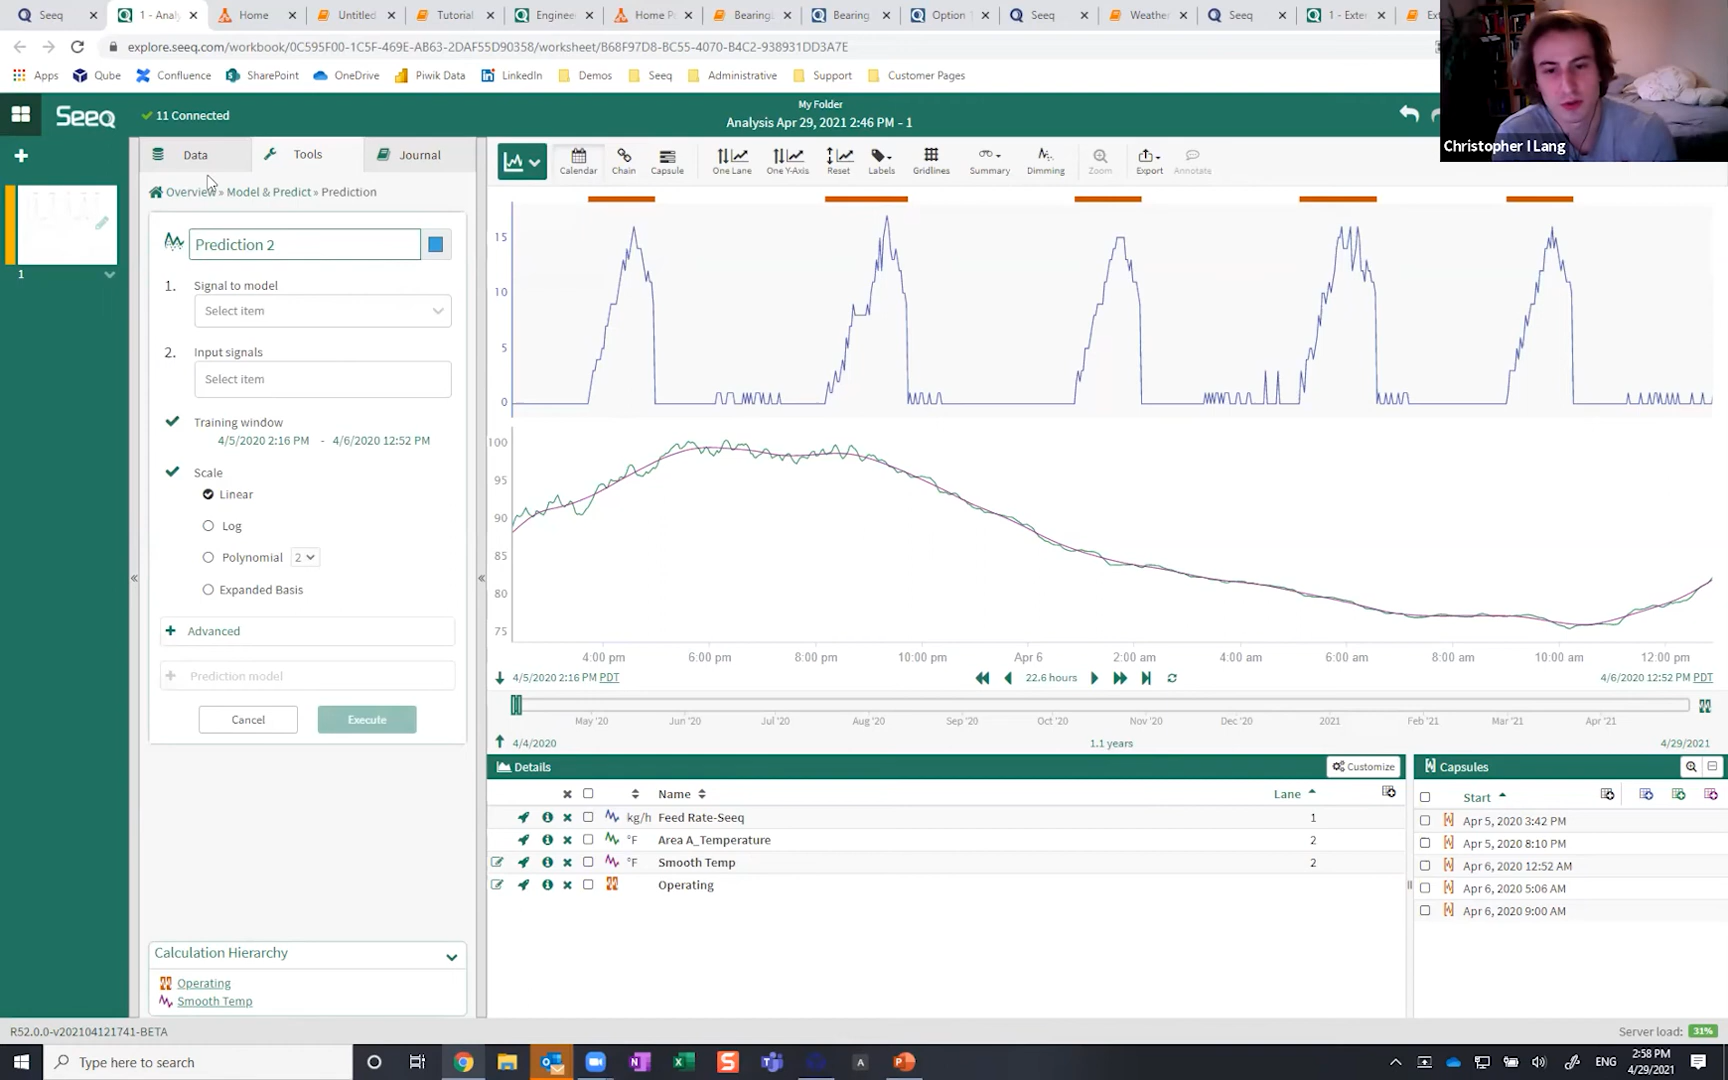 Seeq × 1 - Analy × Home × Untitled × Tutorial × Engineer × Home Po × Bearing × Bearing × Option × Seeq × Weather × Seeq × 1 - Exter × Ext
explore.seeq.com/workbook/0C595F00-1C5F-469E-AB63-2DAF55D90358/worksheet/B68F97D8-BC55-4070-B4C2-938931DD3A7E
Apps Qube Confluence SharePoint OneDrive Piwik Data LinkedIn Demos Seeq Administrative Support Customer Pages
Christopher I Lang
Seeq 11 Connected
My Folder
Analysis Apr 29, 2021 2:46 PM - 1
Data Tools Journal
Calendar Chain Capsule One Lane One Y-Axis Reset Labels Gridlines Summary Dimming Zoom Export Annotate
Overview » Model & Predict » Prediction
1
Prediction 2
1. Signal to model
Select item
2. Input signals
Select item
Training window
4/5/2020 2:16 PM - 4/6/2020 12:52 PM
Scale
Linear
Log
Polynomial 2
Expanded Basis
Advanced
Prediction model
Cancel Execute
Calculation Hierarchy
Operating
Smooth Temp
15
10
5
0
100
95
90
85
80
75
4:00 pm 6:00 pm 8:00 pm 10:00 pm Apr 6 2:00 am 4:00 am 6:00 am 8:00 am 10:00 am 12:00 pm
4/5/2020 2:16 PM PDT 22.6 hours 4/6/2020 12:52 PM PDT
May '20 Jun '20 Jul '20 Aug '20 Sep '20 Oct '20 Nov '20 Dec '20 2021 Feb '21 Mar '21 Apr '21
4/4/2020 1.1 years 4/29/2021
Details Customize
Name Lane
kg/h Feed Rate-Seeq 1
°F Area A_Temperature 2
°F Smooth Temp 2
Operating
Capsules
Start
Apr 5, 2020 3:42 PM
Apr 5, 2020 8:10 PM
Apr 6, 2020 12:52 AM
Apr 6, 2020 5:06 AM
Apr 6, 2020 9:00 AM
R52.0.0-v202104121741-BETA Server load: 31%
Type here to search
ENG
2:58 PM
4/29/2021